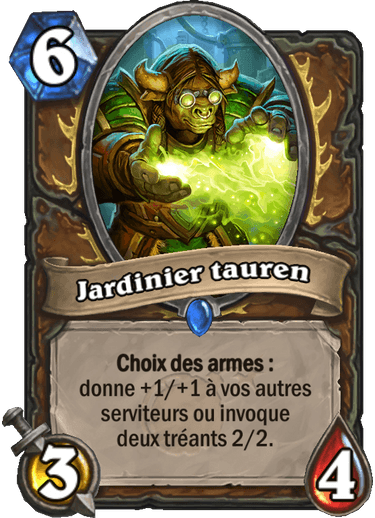 6
Jardinier tauren
Choix des armes :
donne +1/+1 à vos autres
serviteurs ou invoque
deux tréants 2/2.
3
4